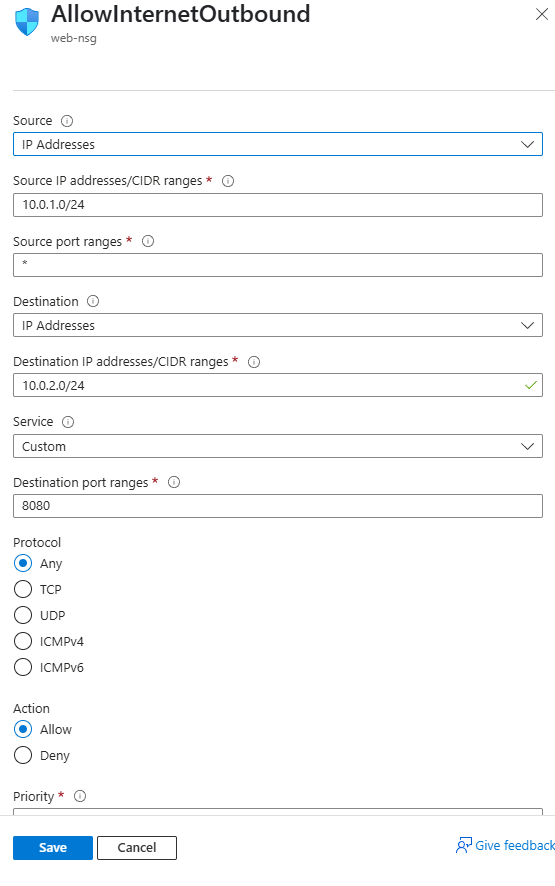 AllowInternetOutbound
web-nsg
Source
IP Addresses
Source IP addresses/CIDR ranges *
10.0.1.0/24
Source port ranges *
*
Destination
IP Addresses
Destination IP addresses/CIDR ranges *
10.0.2.0/24
Service
Custom
Destination port ranges *
8080
Protocol
Any
TCP
UDP
ICMPv4
ICMPv6
Action
Allow
Deny
Priority *
Save Cancel Give feedback